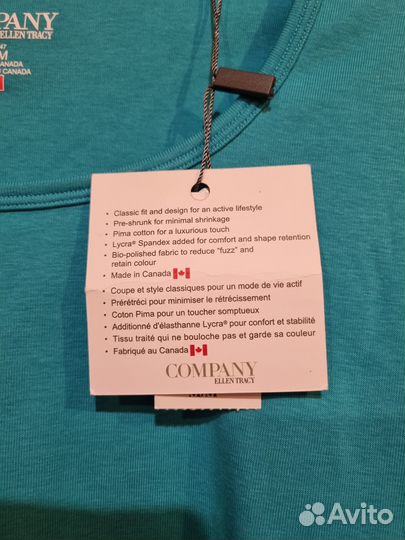 COMPANY
ELLEN TRACY
M
CANADA
CANADA
• Classic fit and design for an active lifestyle
• Pre-shrunk for minimal shrinkage
• Pima cotton for a luxurious touch
• Lycra® Spandex added for comfort and shape retention
• Bio-polished fabric to reduce “fuzz” and
retain colour
• Made in Canada
• Coupe et style classiques pour un mode de vie actif
• Prérétréci pour minimiser le rétrécissement
• Coton Pima pour un toucher somptueux
• Additionné d'élasthanne Lycra® pour confort et stabilité
• Tissu traité qui ne bouloche pas et garde sa couleur
• Fabriqué au Canada
COMPANY
ELLEN TRACY
Avito